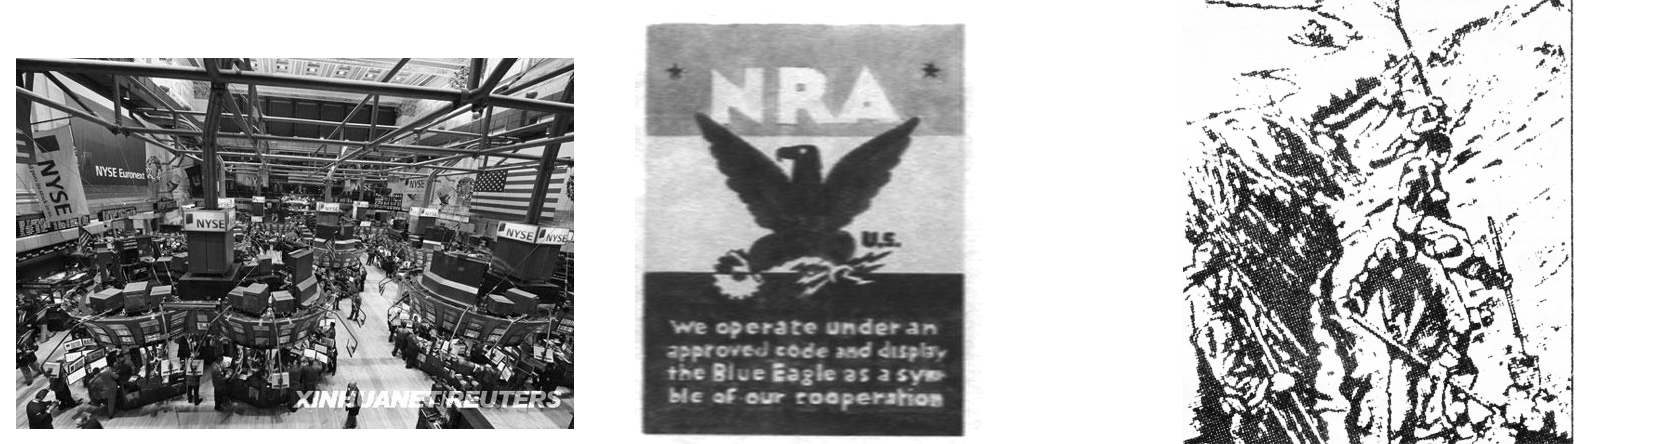 NYSE Euronext
NYSE
NYSE
NYSE
NYSE
NYSE
XINHUANET/REUTERS
NRA
U.S.
We operate under an
approved code and display
the Blue Eagle as a sym-
ble of our cooperation